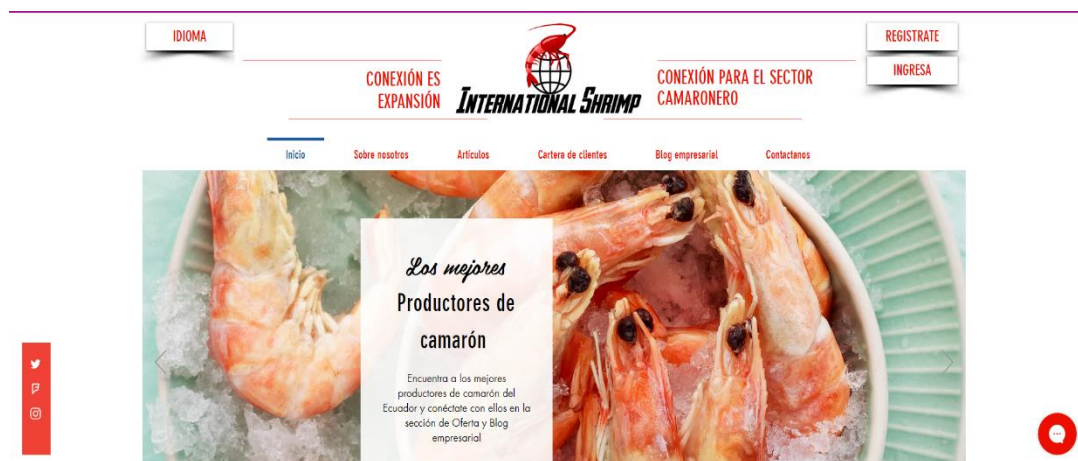 IDIOMA
REGISTRATE
INGRESA
CONEXIÓN ES
EXPANSIÓN
INTERNATIONAL SHRIMP
CONEXIÓN PARA EL SECTOR
CAMARONERO
Inicio
Sobre nosotros
Artículos
Cartera de clientes
Blog empresarial
Contactanos
Los mejores
Productores de
camarón
Encuentra a los mejores
productores de camarón del
Ecuador y conéctate con ellos en la
sección de Oferta y Blog
empresarial